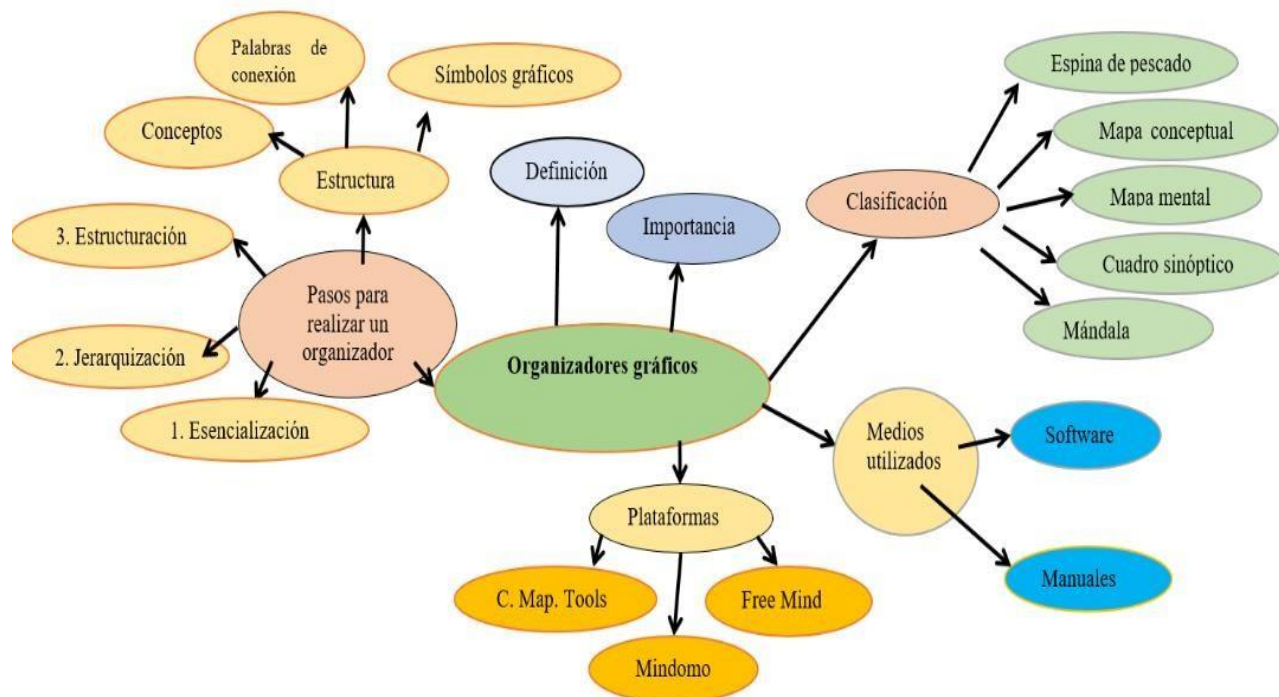 Palabras de
conexión
Símbolos gráficos
Conceptos
Estructura
3. Estructuración
Pasos para
realizar un
organizador
2. Jerarquización
1. Esencialización
Definición
Importancia
Organizadores gráficos
Clasificación
Espina de pescado
Mapa conceptual
Mapa mental
Cuadro sinóptico
Mándala
Medios
utilizados
Software
Manuales
Plataformas
C. Map. Tools
Free Mind
Mindomo